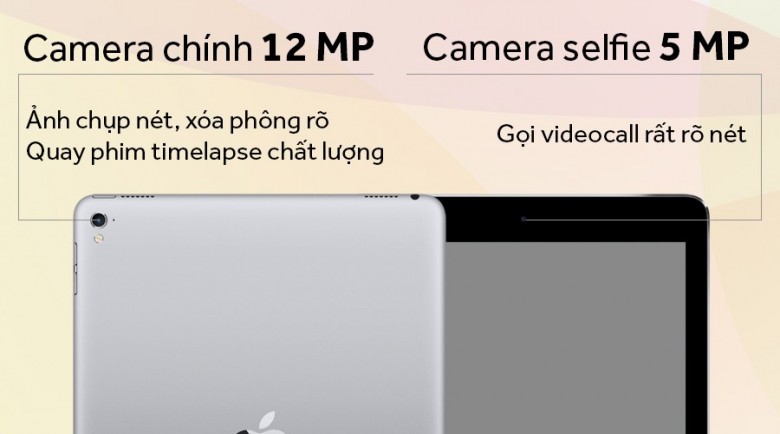 Camera chính 12 MP
Ảnh chụp nét, xóa phông rõ
Quay phim timelapse chất lượng
Camera selfie 5 MP
Gọi videocall rất rõ nét